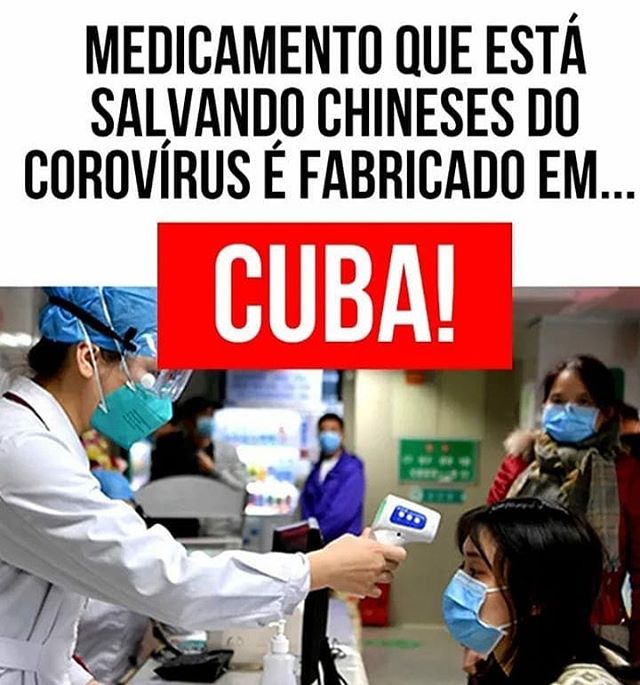 MEDICAMENTO QUE ESTÁ
SALVANDO CHINESES DO
COROVÍRUS É FABRICADO EM...
CUBA!